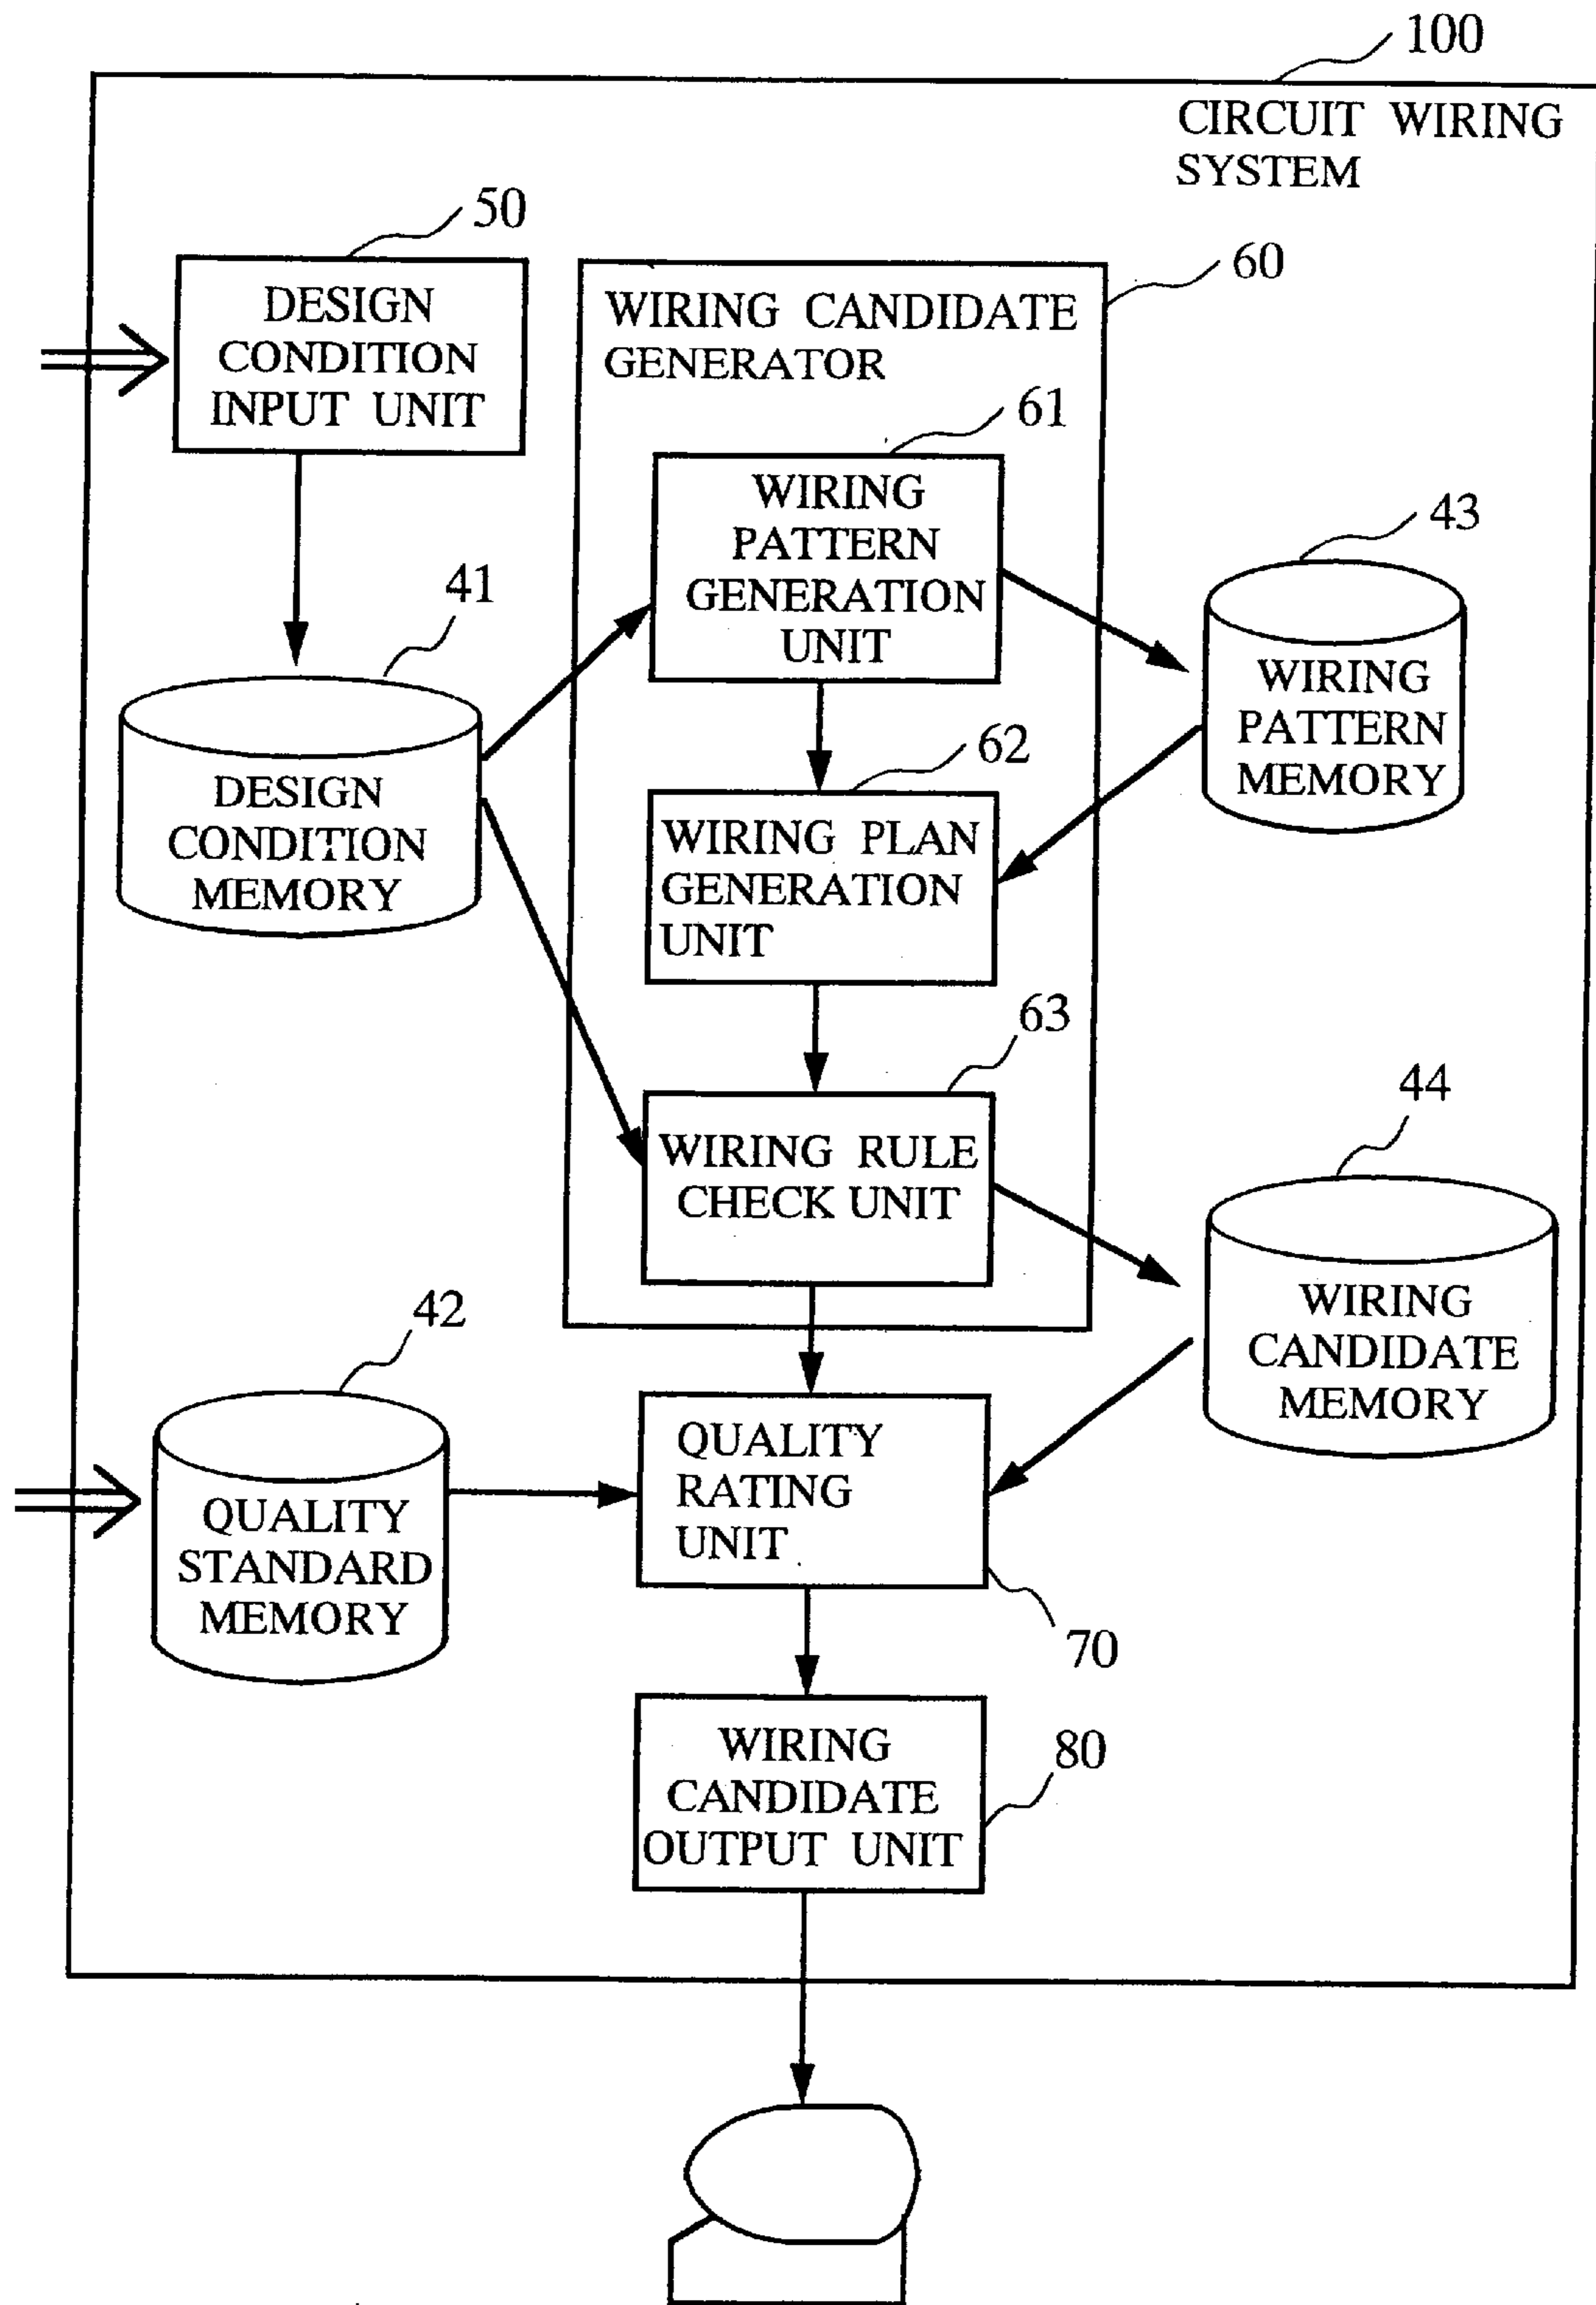 100
CIRCUIT WIRING
SYSTEM
50
DESIGN
CONDITION
INPUT UNIT
60
WIRING CANDIDATE
GENERATOR
61
WIRING
PATTERN
GENERATION
UNIT
43
WIRING
PATTERN
MEMORY
41
DESIGN
CONDITION
MEMORY
62
WIRING PLAN
GENERATION
UNIT
63
WIRING RULE
CHECK UNIT
44
WIRING
CANDIDATE
MEMORY
42
QUALITY
STANDARD
MEMORY
QUALITY
RATING
UNIT
70
WIRING
CANDIDATE
OUTPUT UNIT
80